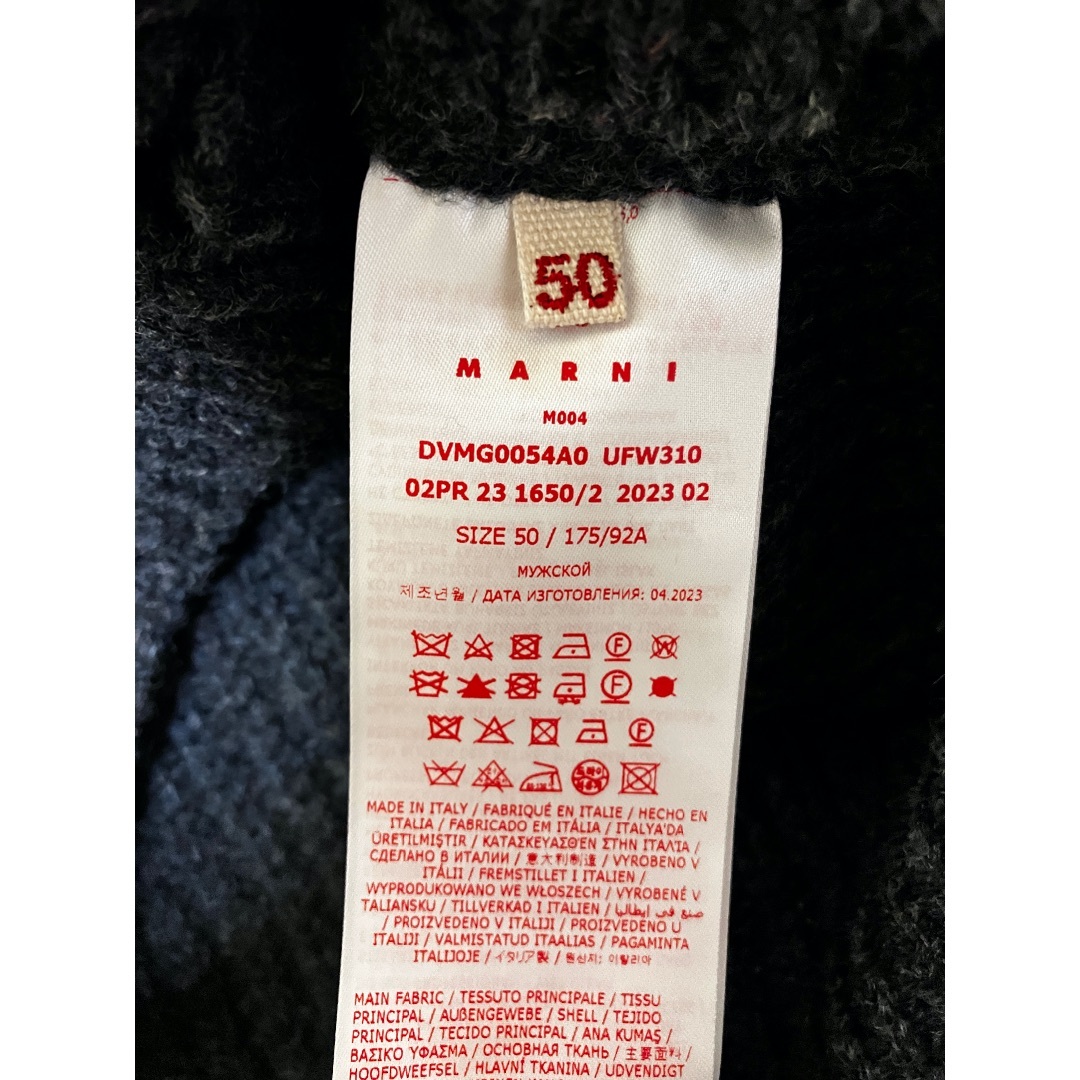 50
MARNI
M004
DVMG0054A0 UFW310
02PR 23 1650/2 2023 02
SIZE 50 / 175/92A
МУЖСКОЙ
제조년월 / ДАТА ИЗГОТОВЛЕНИЯ: 04.2023
MADE IN ITALY / FABRIQUÉ EN ITALIE / HECHO EN
ITALIA / FABRICADO EM ITÁLIA / ITALYA'DA
ÜRETILMIŞTIR / ΚΑΤΑΣΚΕΥΑΣΘΕΝ ΣΤΗΝ ΙΤΑΛΙΑ /
СДЕЛАНО В ИТАЛИИ / 意大利制造 / VYROBENO V
ITÁLII / FREMSTILLET I ITALIEN /
WYPRODUKOWANO WE WŁOSZECH / VYROBENÉ V
TALIANSKU / TILLVERKAD I ITALIEN / صنع في ايطاليا
/ PROIZVEDENO V ITALIJI / PROIZVEDENO U
ITALIJI / VALMISTATUD ITAALIAS / PAGAMINTA
ITALIJOJE / イタリア製 / 원산지: 이탈리아
MAIN FABRIC / TESSUTO PRINCIPALE / TISSU
PRINCIPAL / AUßENGEWEBE / SHELL / TEJIDO
PRINCIPAL / TECIDO PRINCIPAL / ANA KUMAŞ /
ΒΑΣΙΚΟ ΥΦΑΣΜΑ / ОСНОВНАЯ ТКАНЬ / 主要面料 /
HOOFDWEEFSEL / HLAVNÍ TKANINA / UDVENDIGT